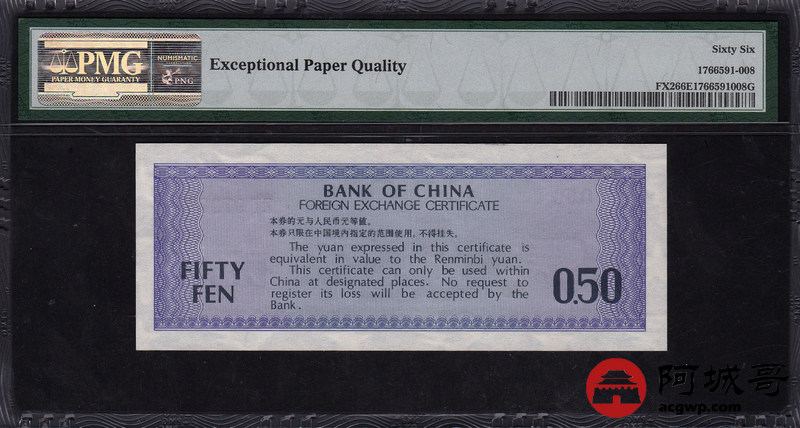 PMG
PAPER MONEY GUARANTY
NUMISMATIC
PNG
Exceptional Paper Quality
Sixty Six
1766591-008
FX266E1766591008G
BANK OF CHINA
FOREIGN EXCHANGE CERTIFICATE
本券的元与人民币元等值。
本券只限在中国境内指定的范围使用，不得挂失。
The yuan expressed in this certificate is
equivalent in value to the Renminbi yuan.
This certificate can only be used within
China at designated places. No request to
register its loss will be accepted by the
Bank.
FIFTY
FEN
0.50
阿城哥
acgwp.com